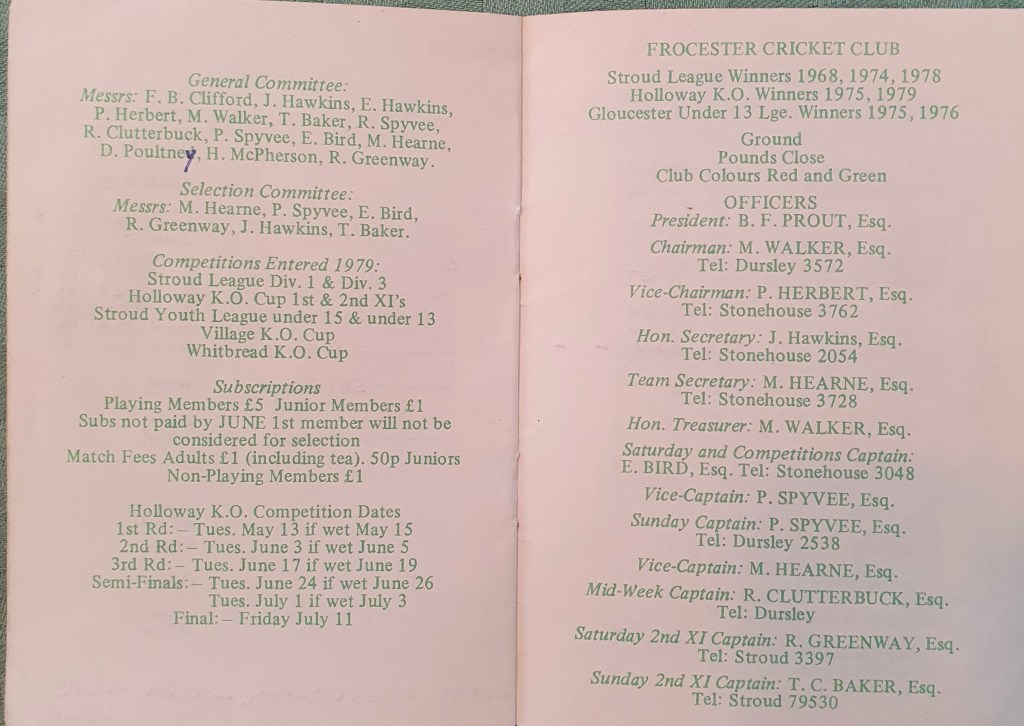 General Committee:
Messrs: F. B. Clifford, J. Hawkins, E. Hawkins,
P. Herbert, M. Walker, T. Baker, R. Spyvee,
R. Clutterbuck, P. Spyvee, E. Bird, M. Hearne,
D. Poultney, H. McPherson, R. Greenway.
Selection Committee:
Messrs: M. Hearne, P. Spyvee, E. Bird,
R. Greenway, J. Hawkins, T. Baker.
Competitions Entered 1979:
Stroud League Div. 1 & Div. 3
Holloway K.O. Cup 1st & 2nd XI's
Stroud Youth League under 15 & under 13
Village K.O. Cup
Whitbread K.O. Cup
Subscriptions
Playing Members £5 Junior Members £1
Subs not paid by JUNE 1st member will not be
considered for selection
Match Fees Adults £1 (including tea). 50p Juniors
Non-Playing Members £1
Holloway K.O. Competition Dates
1st Rd:– Tues. May 13 if wet May 15
2nd Rd:– Tues. June 3 if wet June 5
3rd Rd:– Tues. June 17 if wet June 19
Semi-Finals:– Tues. June 24 if wet June 26
Tues. July 1 if wet July 3
Final:– Friday July 11
FROCESTER CRICKET CLUB
Stroud League Winners 1968, 1974, 1978
Holloway K.O. Winners 1975, 1979
Gloucester Under 13 Lge. Winners 1975, 1976
Ground
Pounds Close
Club Colours Red and Green
OFFICERS
President: B. F. PROUT, Esq.
Chairman: M. WALKER, Esq.
Tel: Dursley 3572
Vice-Chairman: P. HERBERT, Esq.
Tel: Stonehouse 3762
Hon. Secretary: J. Hawkins, Esq.
Tel: Stonehouse 2054
Team Secretary: M. HEARNE, Esq.
Tel: Stonehouse 3728
Hon. Treasurer: M. WALKER, Esq.
Saturday and Competitions Captain:
E. BIRD, Esq. Tel: Stonehouse 3048
Vice-Captain: P. SPYVEE, Esq.
Sunday Captain: P. SPYVEE, Esq.
Tel: Dursley 2538
Vice-Captain: M. HEARNE, Esq.
Mid-Week Captain: R. CLUTTERBUCK, Esq.
Tel: Dursley
Saturday 2nd XI Captain: R. GREENWAY, Esq.
Tel: Stroud 3397
Sunday 2nd XI Captain: T. C. BAKER, Esq.
Tel: Stroud 79530